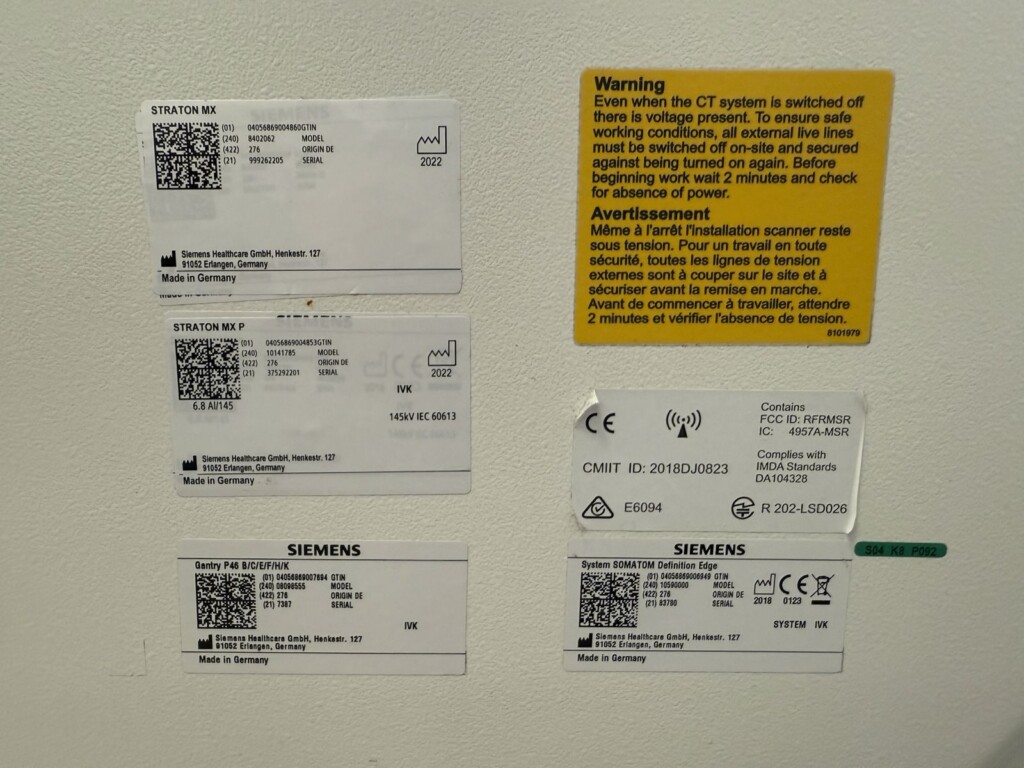 STRATON MX
(01) 04056869004860GTIN
(240) 8402062 MODEL
(422) 276 ORIGIN DE
(21) 999262205 SERIAL
2022
Siemens Healthcare GmbH, Henkestr. 127
91052 Erlangen, Germany
Made in Germany
Made in Germany
SIEMENS
STRATON MX P
(01) 04056869004853GTIN
(240) 10141785 MODEL
(422) 276 ORIGIN DE
(21) 375292201 SERIAL
2022
6.8 Al/145
IVK
145kV IEC 60613
Siemens Healthcare GmbH, Henkestr. 127
91052 Erlangen, Germany
Made in Germany
SIEMENS
Gantry P46 B/C/E/F/H/K
(01) 04056869007694 GTIN
(240) 08098555 MODEL
(422) 276 ORIGIN DE
(21) 7387 SERIAL
IVK
Siemens Healthcare GmbH, Henkestr. 127
91052 Erlangen, Germany
Made in Germany
Warning
Even when the CT system is switched off
there is voltage present. To ensure safe
working conditions, all external live lines
must be switched off on-site and secured
against being turned on again. Before
beginning work wait 2 minutes and check
for absence of power.
Avertissement
Même à l'arrêt l'installation scanner reste
sous tension. Pour un travail en toute
sécurité, toutes les lignes de tension
externes sont à couper sur le site et à
sécuriser avant la remise en marche.
Avant de commencer à travailler, attendre
2 minutes et vérifier l'absence de tension.
8101979
CE
Contains
FCC ID: RFRMSR
IC: 4957A-MSR
CMIIT ID: 2018DJ0823
Complies with
IMDA Standards
DA104328
E6094
R 202-LSD026
S04 K8 P092
SIEMENS
System SOMATOM Definition Edge
(01) 04056869006949 GTIN
(240) 10590000 MODEL
(422) 276 ORIGIN DE
(21) 83780 SERIAL
CE
2018 0123
SYSTEM IVK
Siemens Healthcare GmbH, Henkestr. 127
91052 Erlangen, Germany
Made in Germany